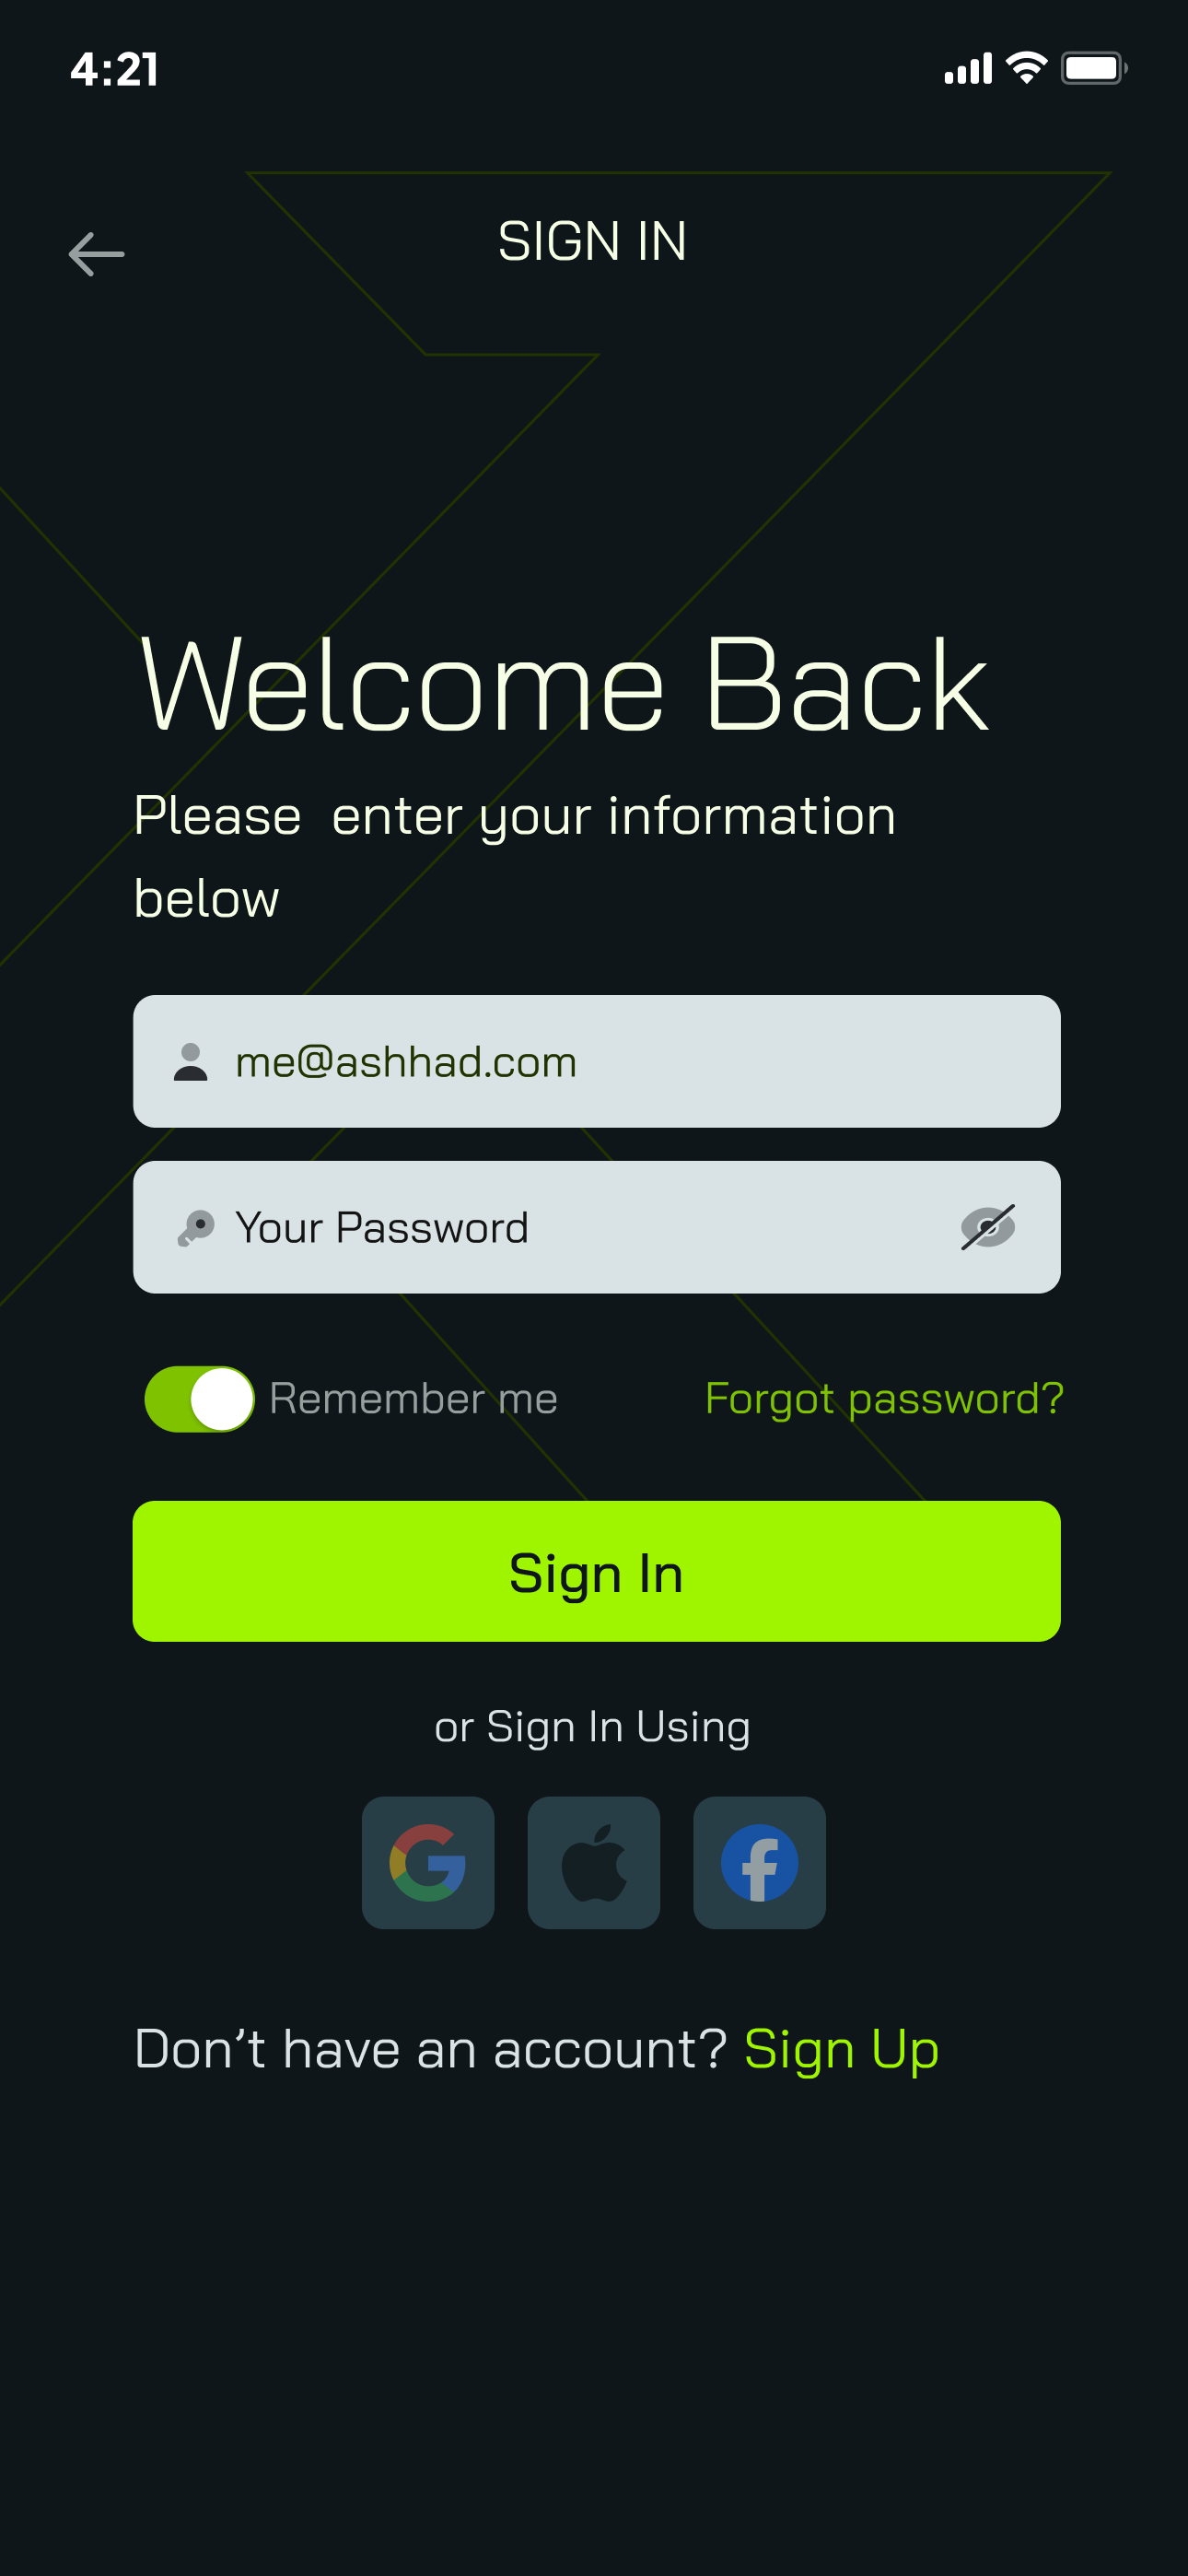 4:21
SIGN IN
Welcome Back
Please  enter your information
below
me@ashhad.com
Your Password
Remember me
Forgot password?
Sign In
or Sign In Using
Don’t have an account? Sign Up